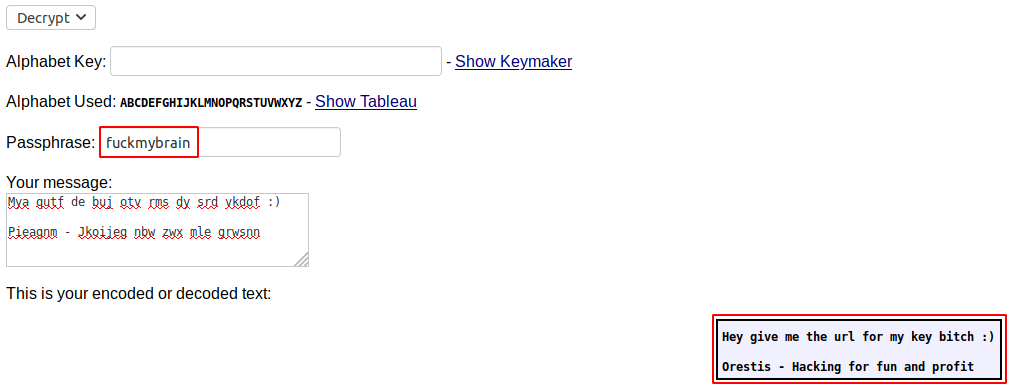 Decrypt
Alphabet Key: - Show Keymaker
Alphabet Used: ABCDEFGHIJKLMNOPQRSTUVWXYZ - Show Tableau
Passphrase: fuckmybrain
Your message:
Mya gutf de buj otv rms dy srd vkdof :)
Pieagnm - Jkoijeg nbw zwx mle grwsnn
This is your encoded or decoded text:
Hey give me the url for my key bitch :)
Orestis - Hacking for fun and profit